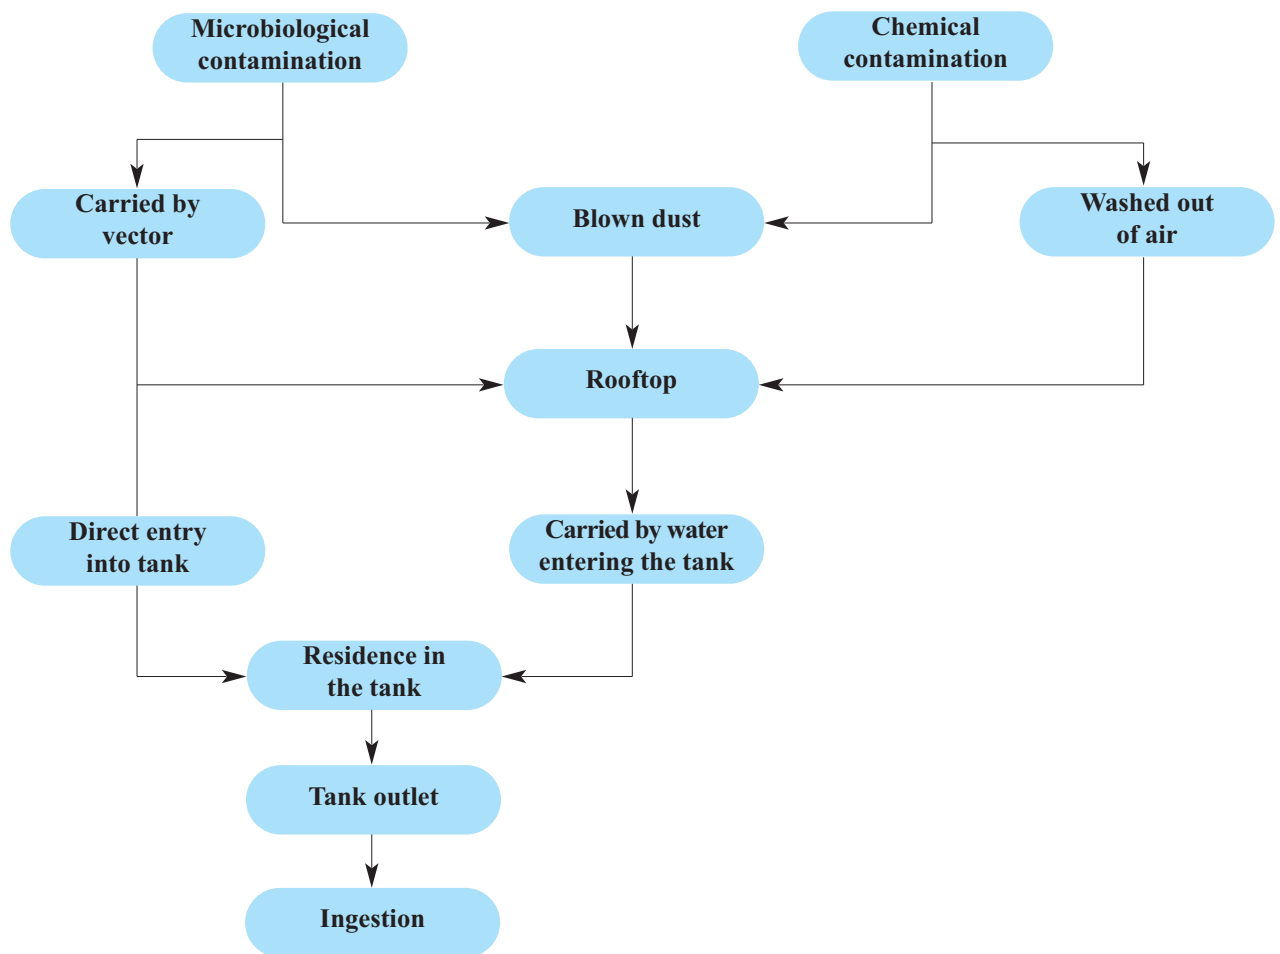 Microbiological
contamination
Chemical
contamination
Carried by
vector
Blown dust
Washed out
of air
Rooftop
Direct entry
into tank
Carried by water
entering the tank
Residence in
the tank
Tank outlet
Ingestion